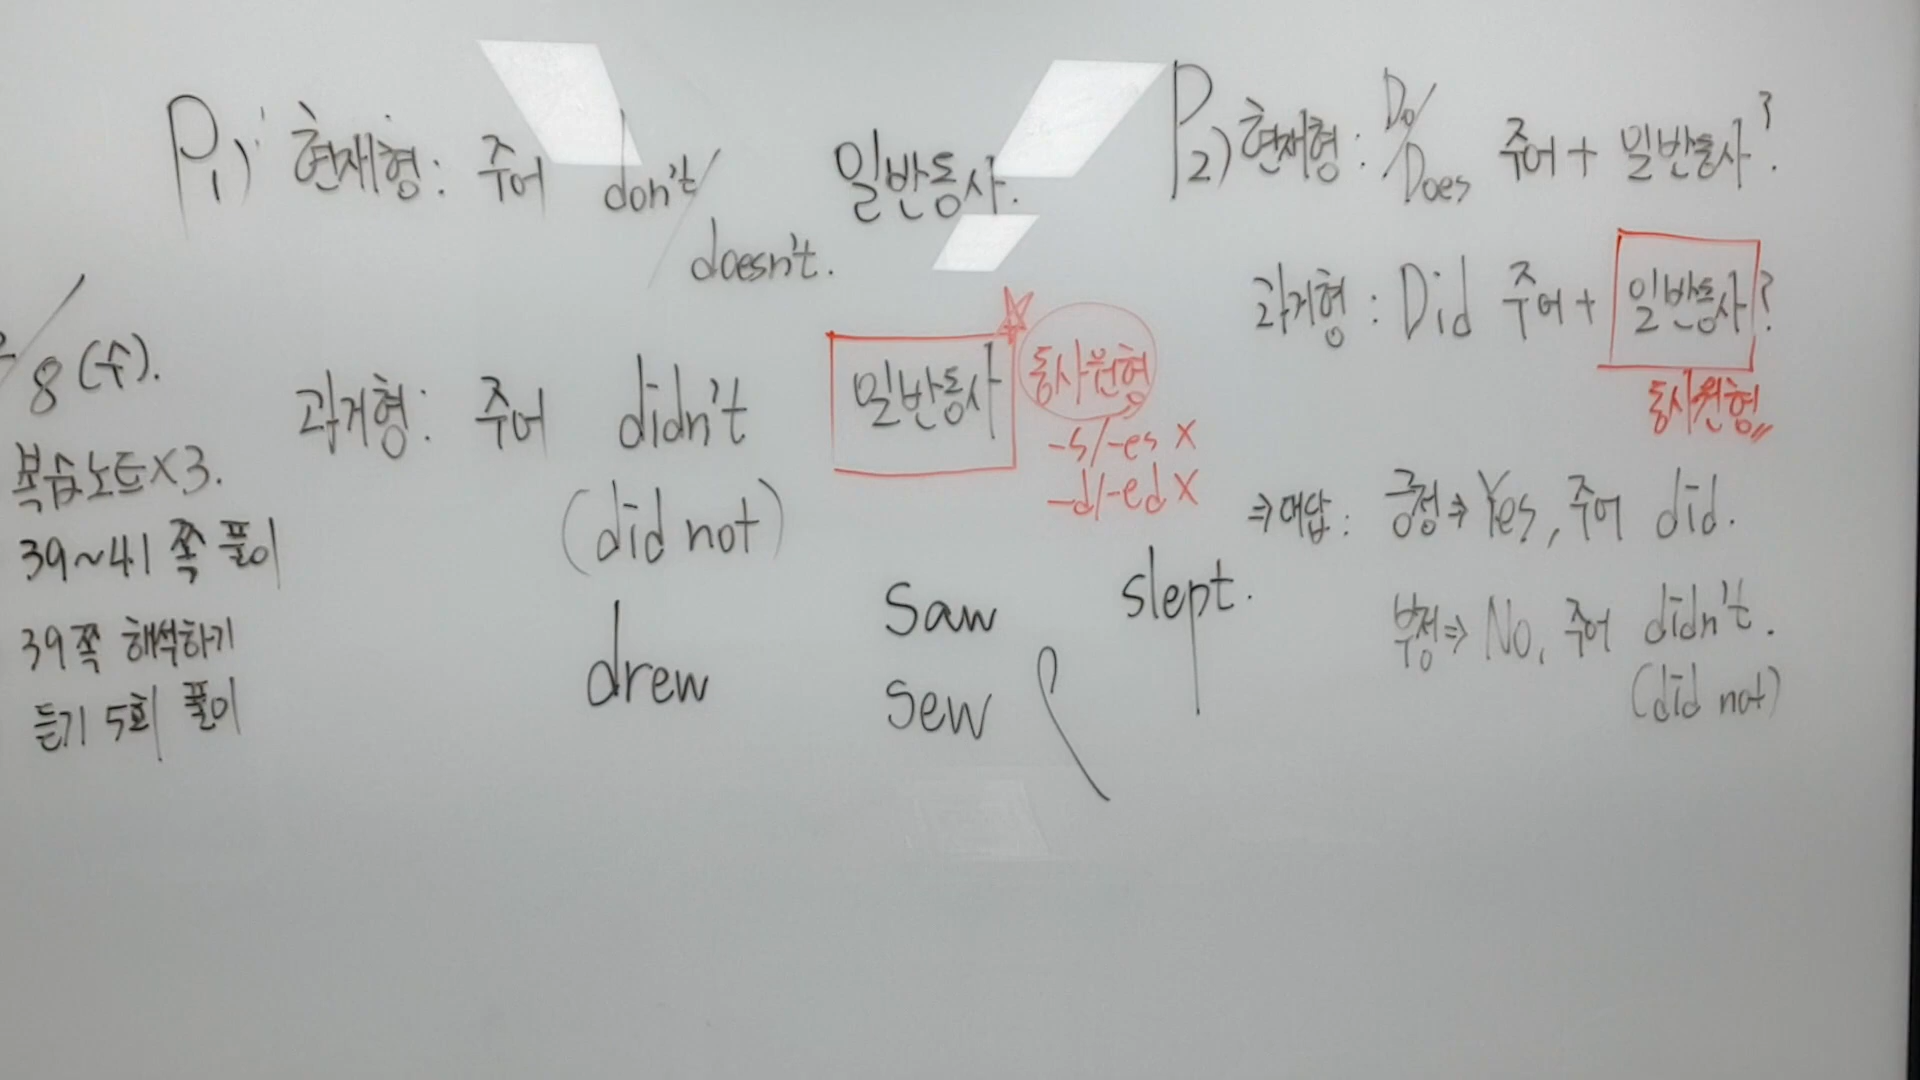 8 (수).
복습노트X3.
39~41 쪽 풀이
39쪽 해석하기
듣기 5회 풀이
P1) 현재형: 주어 don't/doesn't. 일반동사.
과거형: 주어 didn't 일반동사 동사원형
(did not)
-s/-es X
-d/-ed X
drew
saw
sew
slept.
P2) 현재형: Do/Does 주어 + 일반동사?
과거형: Did 주어 + 일반동사?
동사원형
⇒대답: 긍정⇒ Yes, 주어 did.
부정⇒ No, 주어 didn't.
(did not)